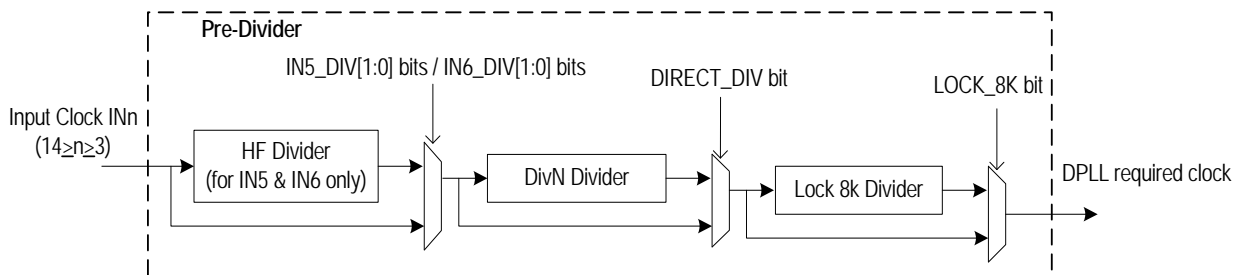 Pre-Divider
IN5_DIV[1:0] bits / IN6_DIV[1:0] bits
DIRECT_DIV bit
LOCK_8K bit
Input Clock INn
(14≥n≥3)
HF Divider
(for IN5 & IN6 only)
DivN Divider
Lock 8k Divider
DPLL required clock